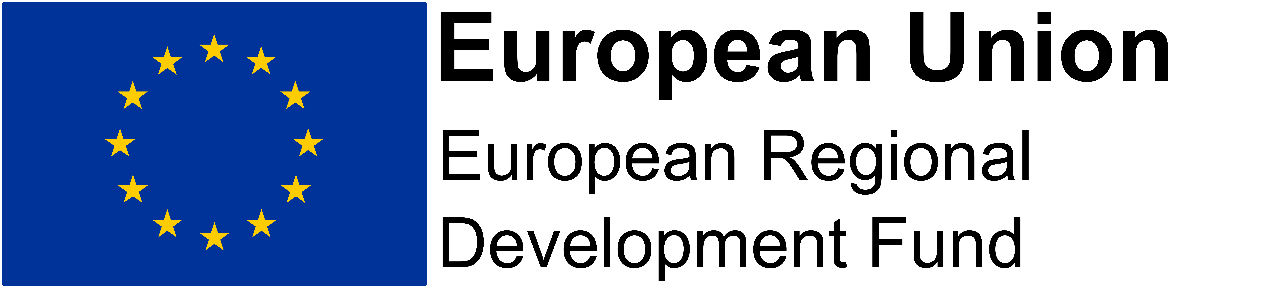 European Union
European Regional
Development Fund